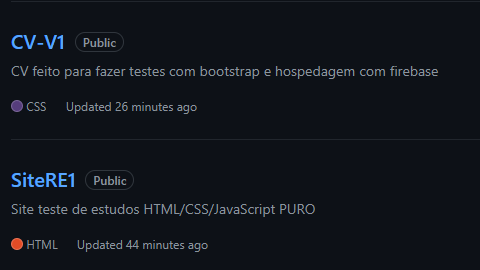 CV-V1 Public
CV feito para fazer testes com bootstrap e hospedagem com firebase
CSS Updated 26 minutes ago
SiteRE1 Public
Site teste de estudos HTML/CSS/JavaScript PURO
HTML Updated 44 minutes ago